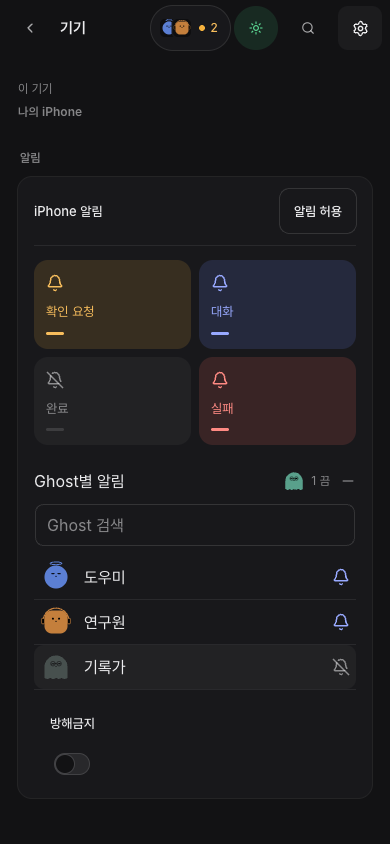 기기
2
이 기기
나의 iPhone
알림
iPhone 알림
알림 허용
확인 요청
대화
완료
실패
Ghost별 알림
1 끔
Ghost 검색
도우미
연구원
기록가
방해금지